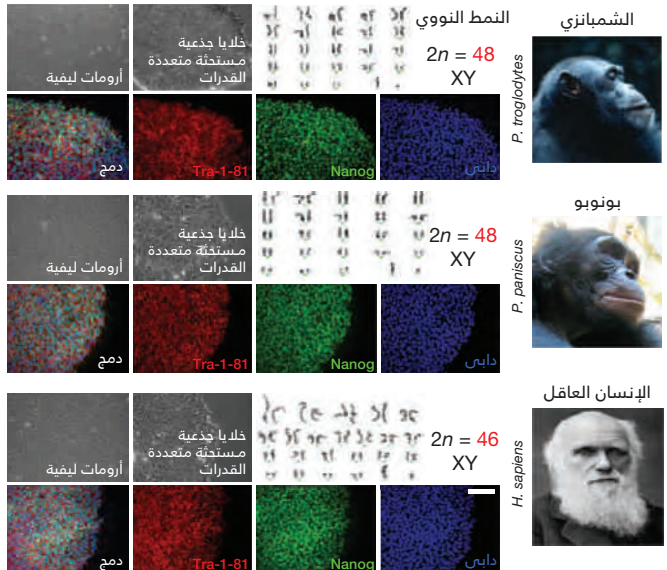 الشمبانزي
P. troglodytes
النمط النووي
2n = 48
XY
خلايا جذعية
مستحثة متعددة
القدرات
أرومات ليفية
دابي
Nanog
Tra-1-81
دمج
بونوبو
P. paniscus
2n = 48
XY
خلايا جذعية
مستحثة متعددة
القدرات
أرومات ليفية
دابي
Nanog
Tra-1-81
دمج
الإنسان العاقل
H. sapiens
2n = 46
XY
خلايا جذعية
مستحثة متعددة
القدرات
أرومات ليفية
دابي
Nanog
Tra-1-81
دمج